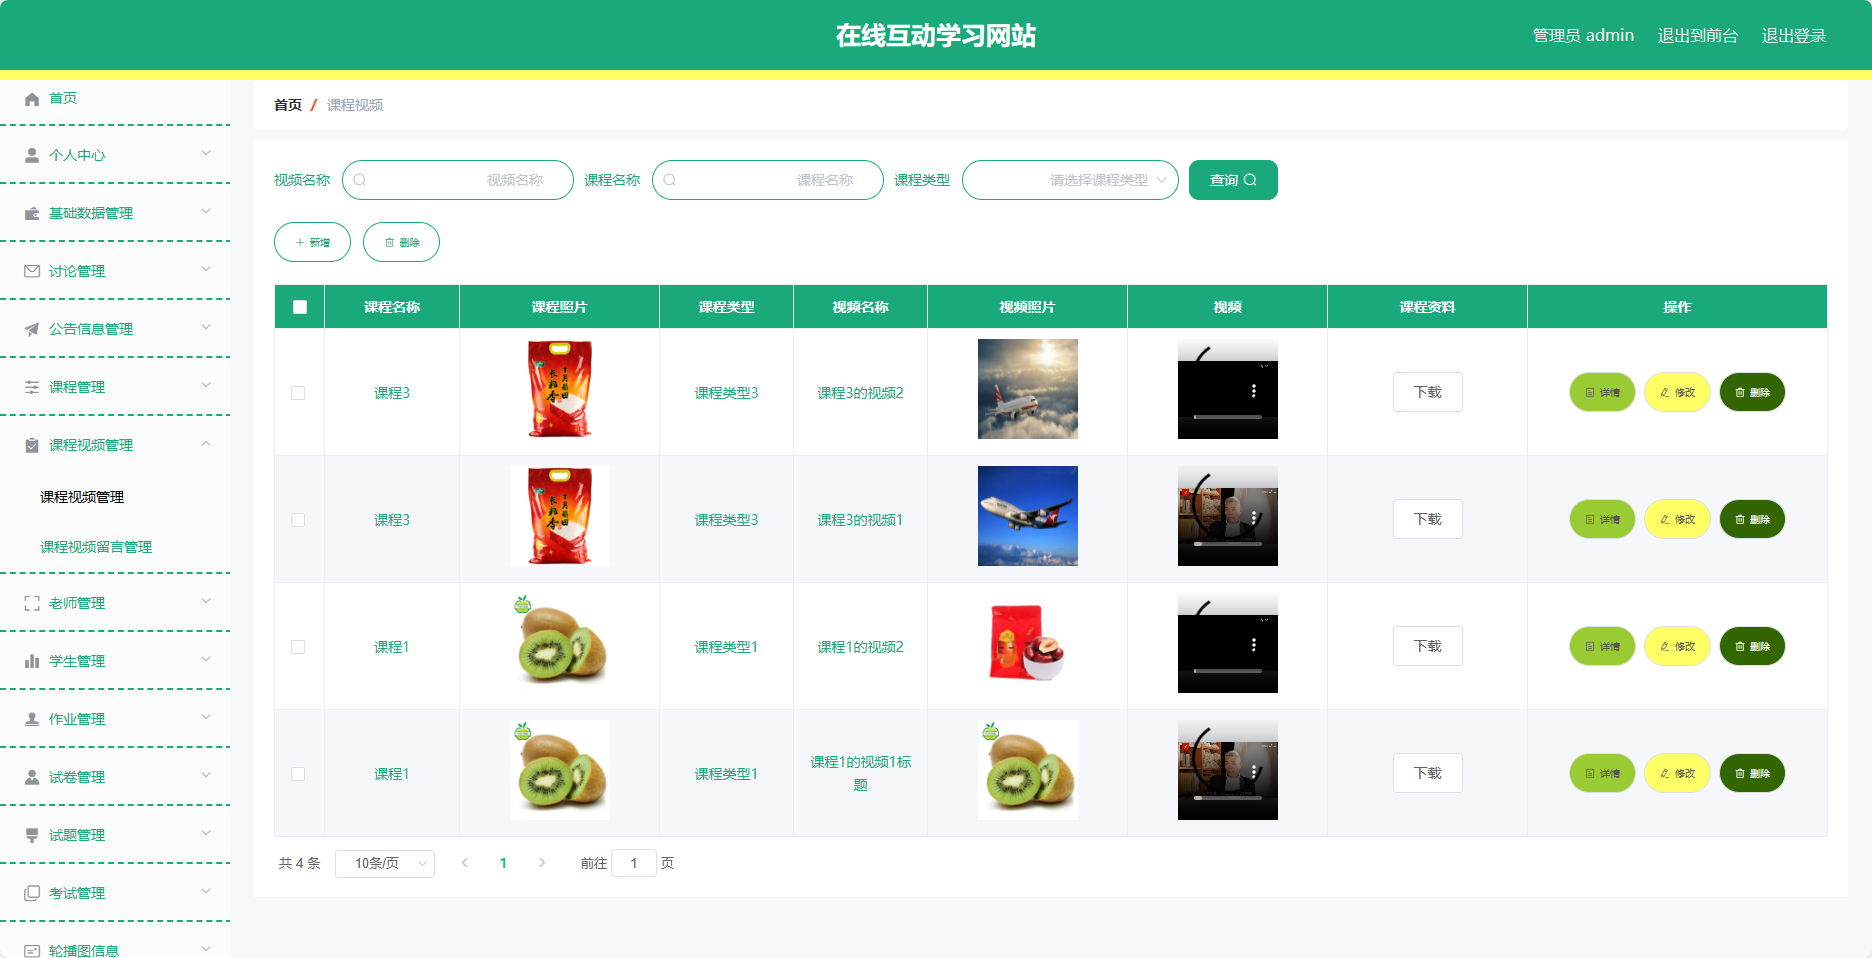 在线互动学习网站
管理员 admin 退出到前台 退出登录
首页
个人中心
基础数据管理
讨论管理
公告信息管理
课程管理
课程视频管理
课程视频管理
课程视频留言管理
老师管理
学生管理
作业管理
试卷管理
试题管理
考试管理
轮播图信息
首页 / 课程视频
视频名称 视频名称 课程名称 课程名称 课程类型 请选择课程类型 查询
新增 删除
课程名称 课程照片 课程类型 视频名称 视频照片 视频 课程资料 操作
课程3 课程类型3 课程3的视频2 下载 详情 修改 删除
课程3 课程类型3 课程3的视频1 下载 详情 修改 删除
课程1 课程类型1 课程1的视频2 下载 详情 修改 删除
课程1 课程类型1 课程1的视频1标
题 下载 详情 修改 删除
共 4 条 10条/页 1 前往 1 页